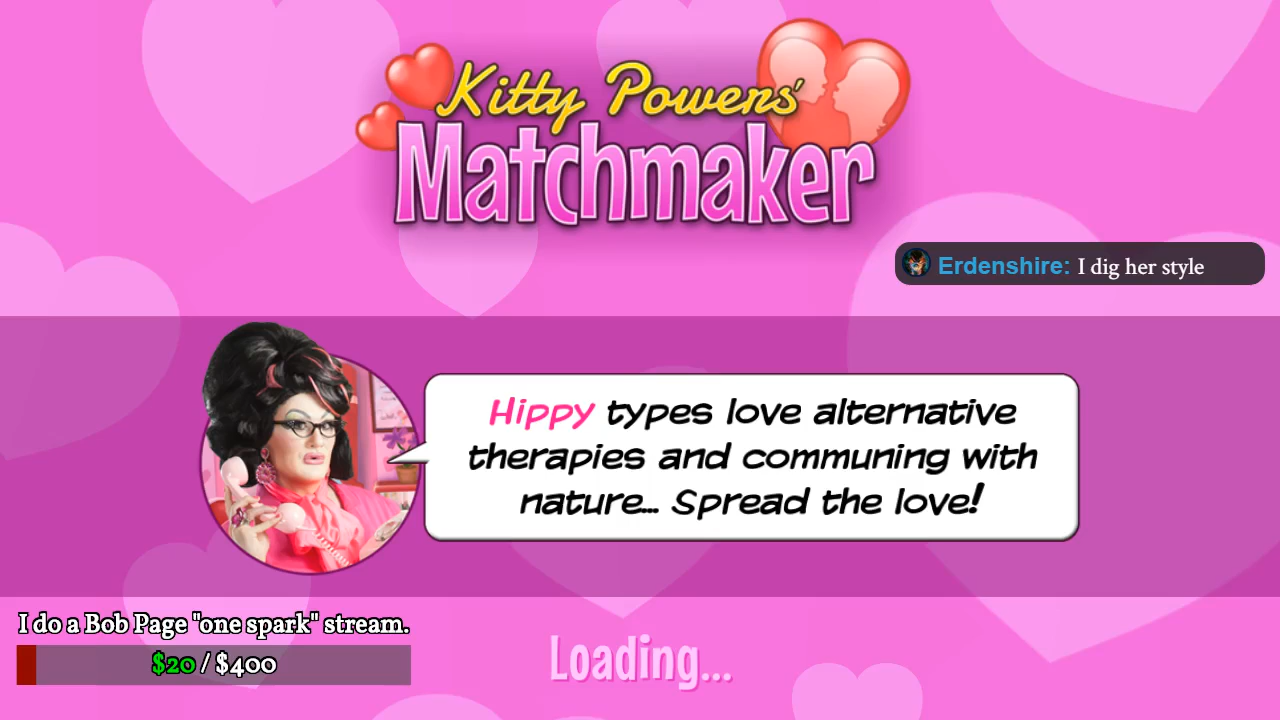 Kitty Powers'
Matchmaker
Erdenshire: I dig her style
Hippy types love alternative
therapies and communing with
nature... Spread the love!
I do a Bob Page "one spark" stream.
$20 / $400
Loading...